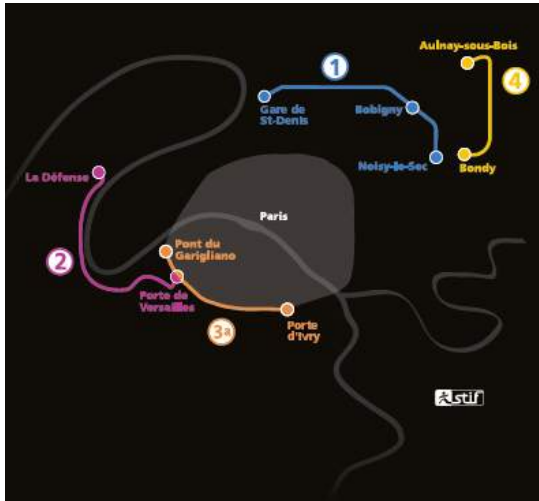 Aulnay-sous-Bois
1
4
Gare de
St-Denis
Bobigny
Noisy-le-Sec
Bondy
La Défense
Paris
Pont du
Garigliano
2
Porte de
Versailles
3a
Porte
d'Ivry
stif